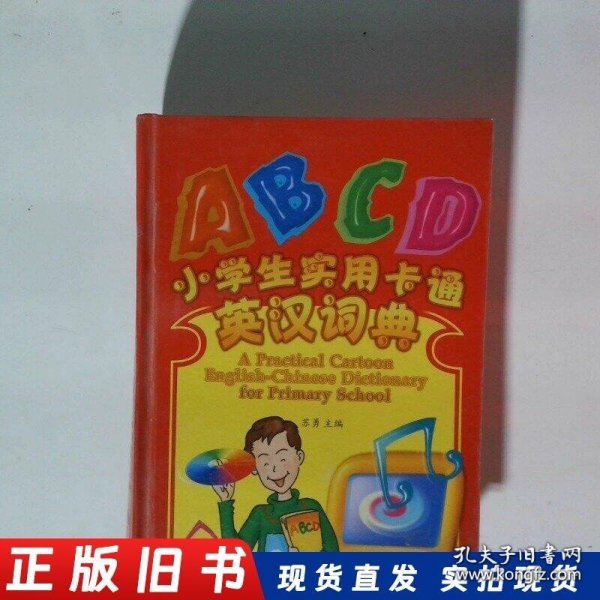 ABCD
小学生实用卡通
英汉词典
A Practical Cartoon
English-Chinese Dictionary
for Primary School
苏勇 主编
ABCD
正版旧书
现货直发 实拍现货
孔夫子旧书网
www.kongfz.com